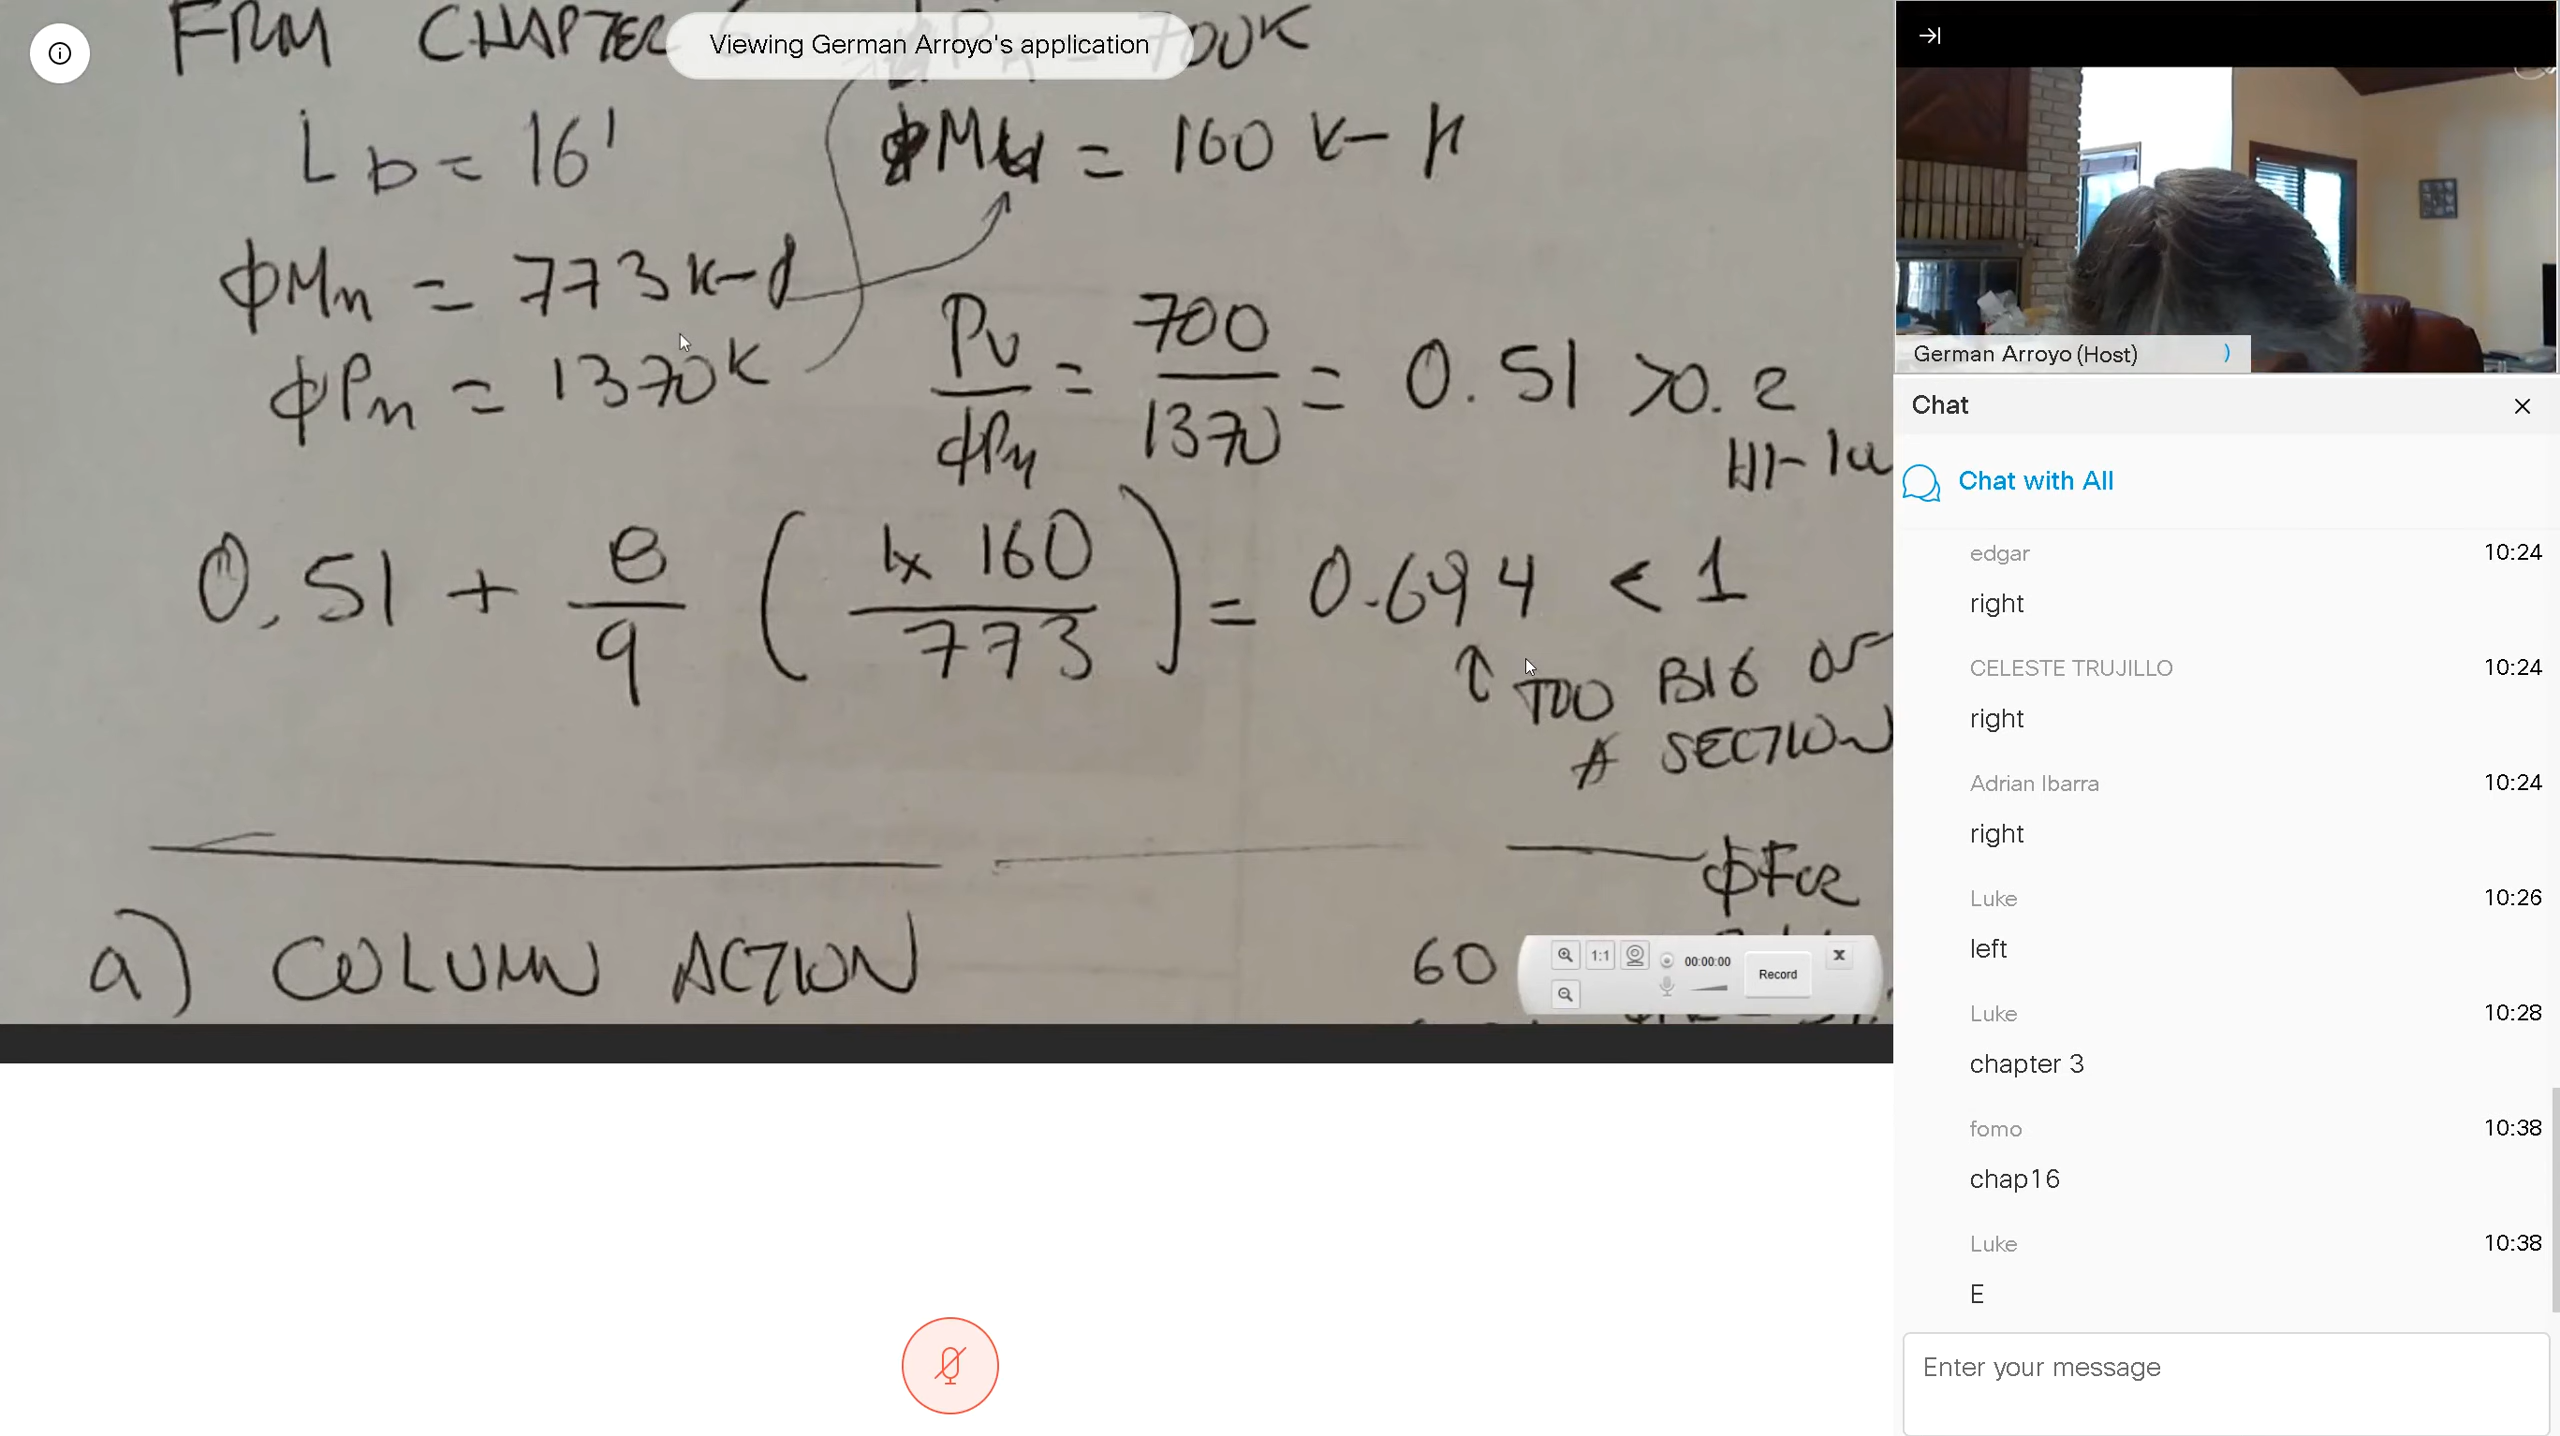 FRM CHAPTER
Viewing German Arroyo's application
= 700K
Lb = 16'
ϕMu = 160 K-ft
ϕMn = 773 K-f
ϕPn = 1370K
Pu/ϕPn = 700/1370 = 0.51 >0.2
H1-1a
0.51 + 8/9 (1x 160/773) = 0.694 < 1
↑ TOO BIG OF
A SECTION
ϕFcr
a) COLUMN ACTION
60
1:1
00:00:00
Record
German Arroyo (Host)
Chat
Chat with All
edgar 10:24
right
CELESTE TRUJILLO 10:24
right
Adrian Ibarra 10:24
right
Luke 10:26
left
Luke 10:28
chapter 3
fomo 10:38
chap16
Luke 10:38
E
Enter your message